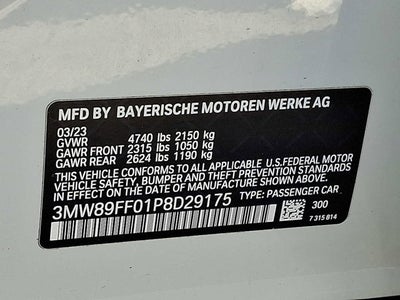 MFD BY BAYERISCHE MOTOREN WERKE AG
03/23
GVWR 4740 lbs 2150 kg
GAWR FRONT 2315 lbs 1050 kg
GAWR REAR 2624 lbs 1190 kg
THIS VEHICLE CONFORMS TO ALL APPLICABLE U.S.FEDERAL MOTOR
VEHICLE SAFETY, BUMPER, AND THEFT PREVENTION STANDARDS IN
EFFECT ON THE DATE OF MANUFACTURE SHOWN ABOVE.
3MW89FF01P8D29175 TYPE: PASSENGER CAR
300
7 315 814